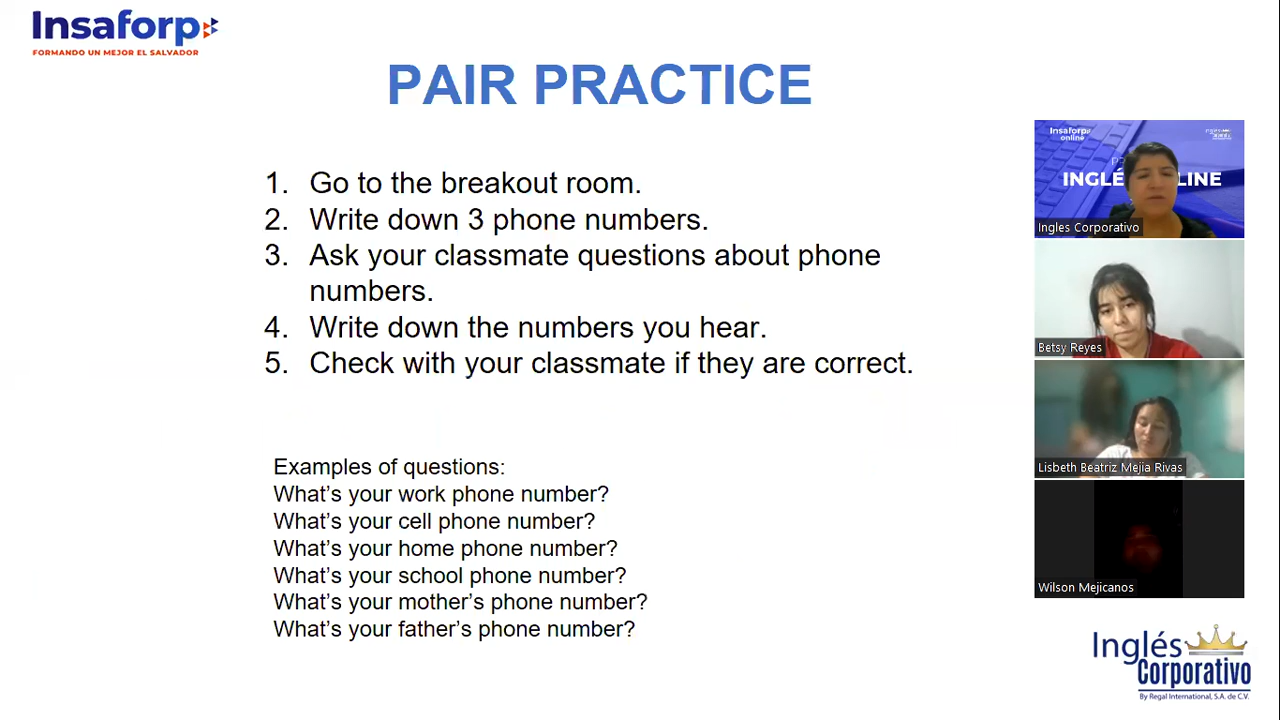 Insaforp
FORMANDO UN MEJOR EL SALVADOR
PAIR PRACTICE
1. Go to the breakout room.
2. Write down 3 phone numbers.
3. Ask your classmate questions about phone
numbers.
4. Write down the numbers you hear.
5. Check with your classmate if they are correct.
Examples of questions:
What's your work phone number?
What's your cell phone number?
What's your home phone number?
What's your school phone number?
What's your mother's phone number?
What's your father's phone number?
Insaforp
online
Inglés
INGLÉ LINE
Ingles Corporativo
Betsy Reyes
Lisbeth Beatriz Mejia Rivas
Wilson Mejicanos
Inglés
Corporativo
By Regal International, S.A. de C.V.